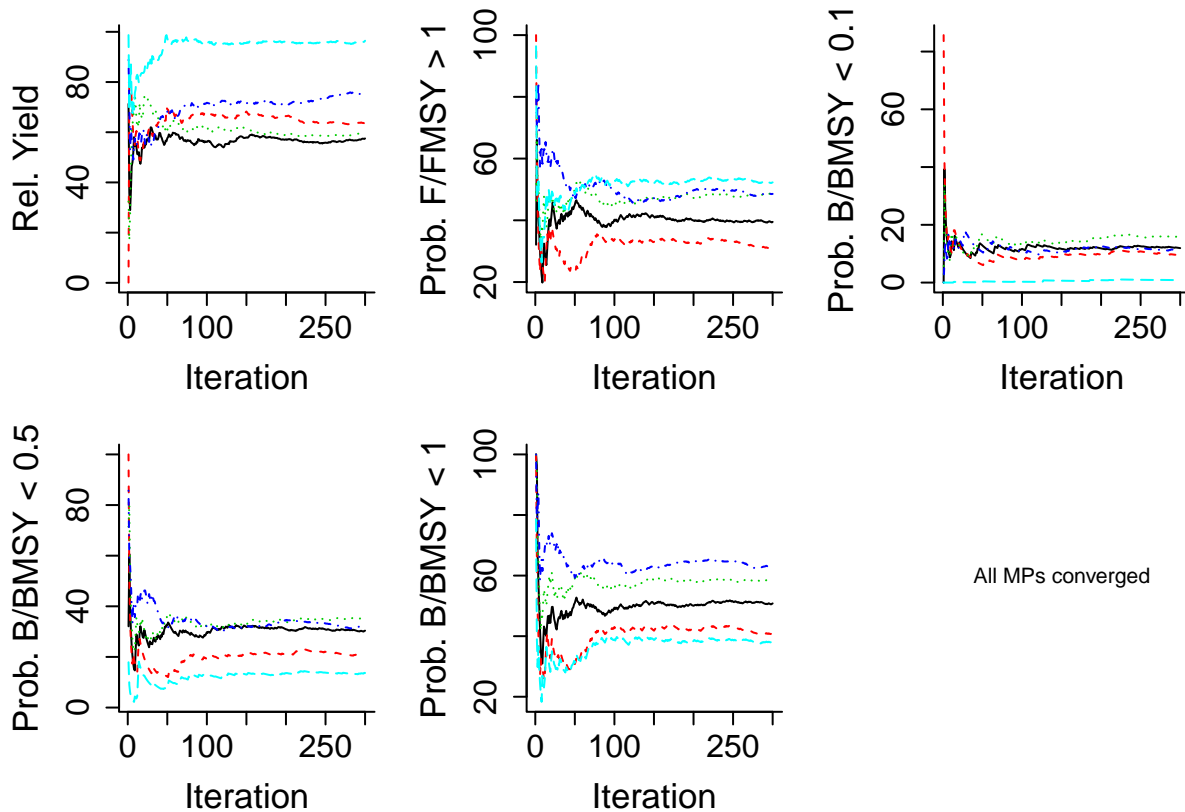 Rel. Yield
0
40
80
0
100
250
Iteration
Prob. F/FMSY > 1
20
60
100
0
100
250
Iteration
Prob. B/BMSY < 0.1
0
20
60
0
100
250
Iteration
Prob. B/BMSY < 0.5
0
40
80
0
100
250
Iteration
Prob. B/BMSY < 1
20
60
100
0
100
250
Iteration
All MPs converged